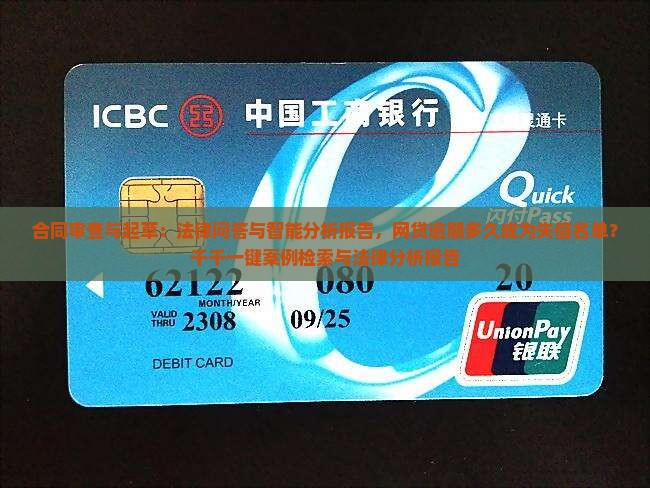 ICBC 中国工商银行
通卡
Quick
闪付Pass
合同审查与起草：法律问答与智能分析报告，网贷逾期多久成为失信名单？
千千一键案例检索与法律分析报告
62122 080 20
MONTH/YEAR
VALID THRU 2308 09/25
UnionPay
银联
DEBIT CARD